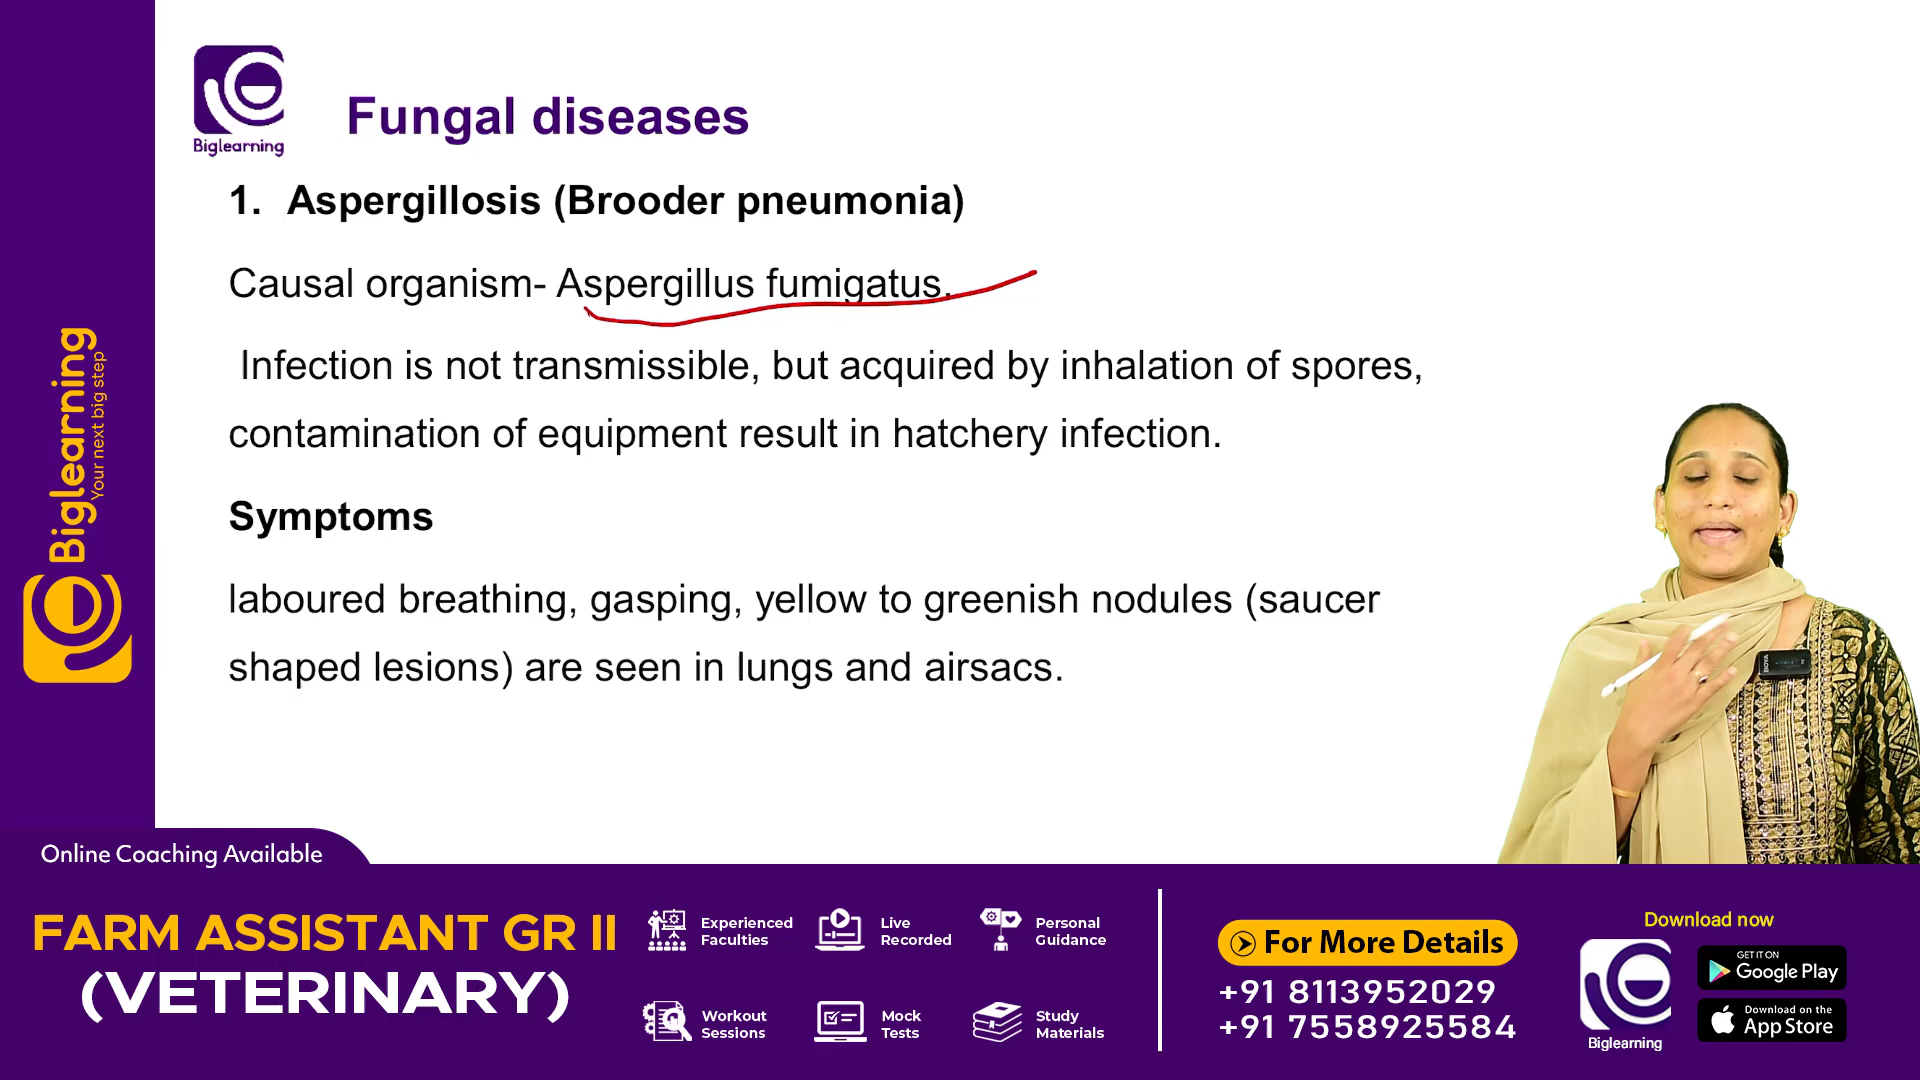 Biglearning
Fungal diseases
1. Aspergillosis (Brooder pneumonia)
Causal organism- Aspergillus fumigatus.
Infection is not transmissible, but acquired by inhalation of spores,
contamination of equipment result in hatchery infection.
Symptoms
laboured breathing, gasping, yellow to greenish nodules (saucer
shaped lesions) are seen in lungs and airsacs.
Biglearning
Your next big step
BOYA
Online Coaching Available
FARM ASSISTANT GR II
(VETERINARY)
Experienced
Faculties
Live
Recorded
Personal
Guidance
Workout
Sessions
Mock
Tests
Study
Materials
For More Details
+91 8113952029
+91 7558925584
Download now
Biglearning
GET IT ON
Google Play
Download on the
App Store